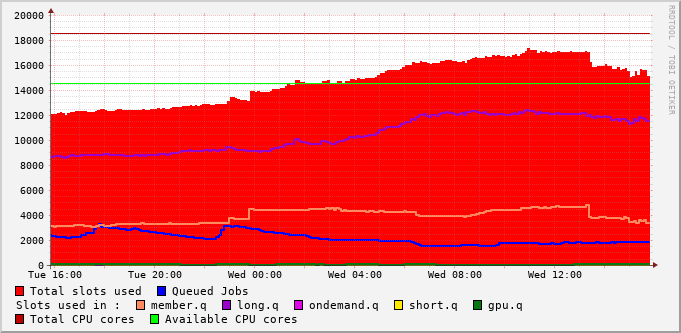 20000
18000
16000
14000
12000
10000
8000
6000
4000
2000
0
Tue 16:00 Tue 20:00 Wed 00:00 Wed 04:00 Wed 08:00 Wed 12:00
Total slots used Queued Jobs
Slots used in : member.q long.q ondemand.q short.q gpu.q
Total CPU cores Available CPU cores
RRDTOOL / TOBI OETIKER